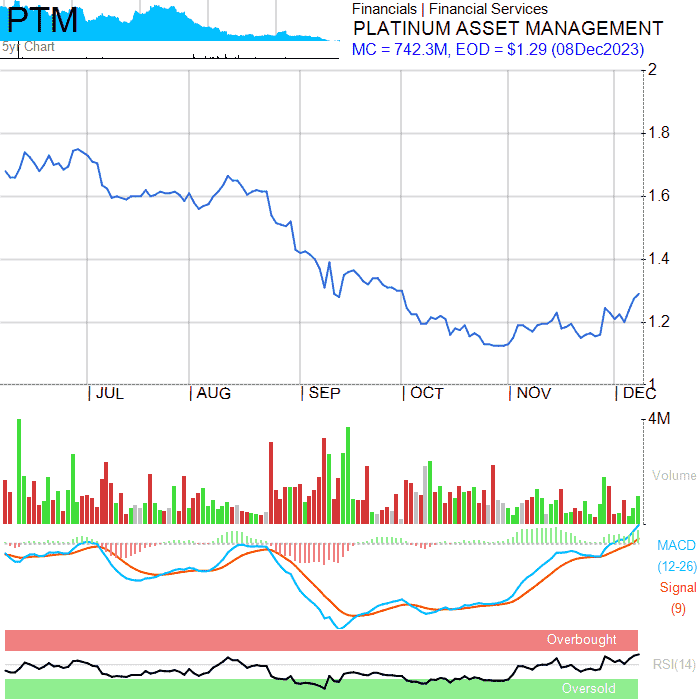 PTM
5yr Chart
Financials | Financial Services
PLATINUM ASSET MANAGEMENT
MC = 742.3M, EOD = $1.29 (08Dec2023)
2
1.8
1.6
1.4
1.2
1
JUL AUG SEP OCT NOV DEC
4M
Volume
MACD
(12-26)
Signal
(9)
Overbought
RSI(14)
Oversold